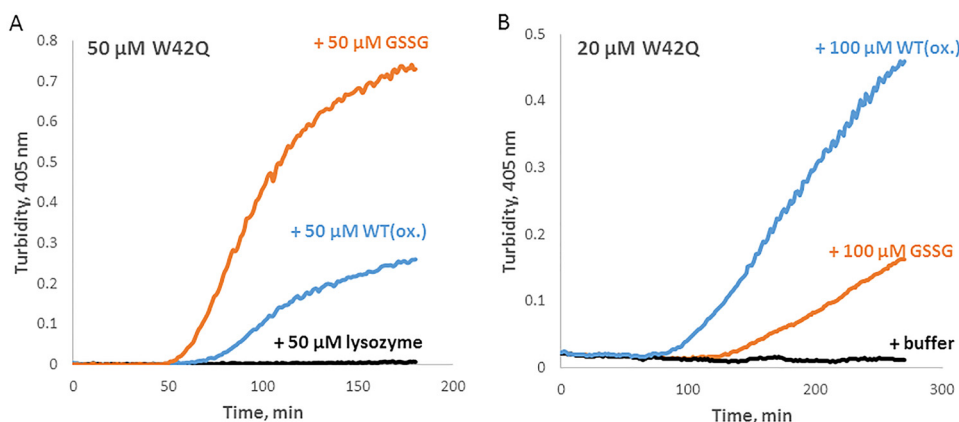 A
50 µM W42Q
+ 50 µM GSSG
+ 50 µM WT(ox.)
+ 50 µM lysozyme
Turbidity, 405 nm
0.8
0.7
0.6
0.5
0.4
0.3
0.2
0.1
0
0
50
100
150
200
Time, min
B
20 µM W42Q
+ 100 µM WT(ox.)
+ 100 µM GSSG
+ buffer
Turbidity, 405 nm
0.5
0.4
0.3
0.2
0.1
0
0
100
200
300
Time, min